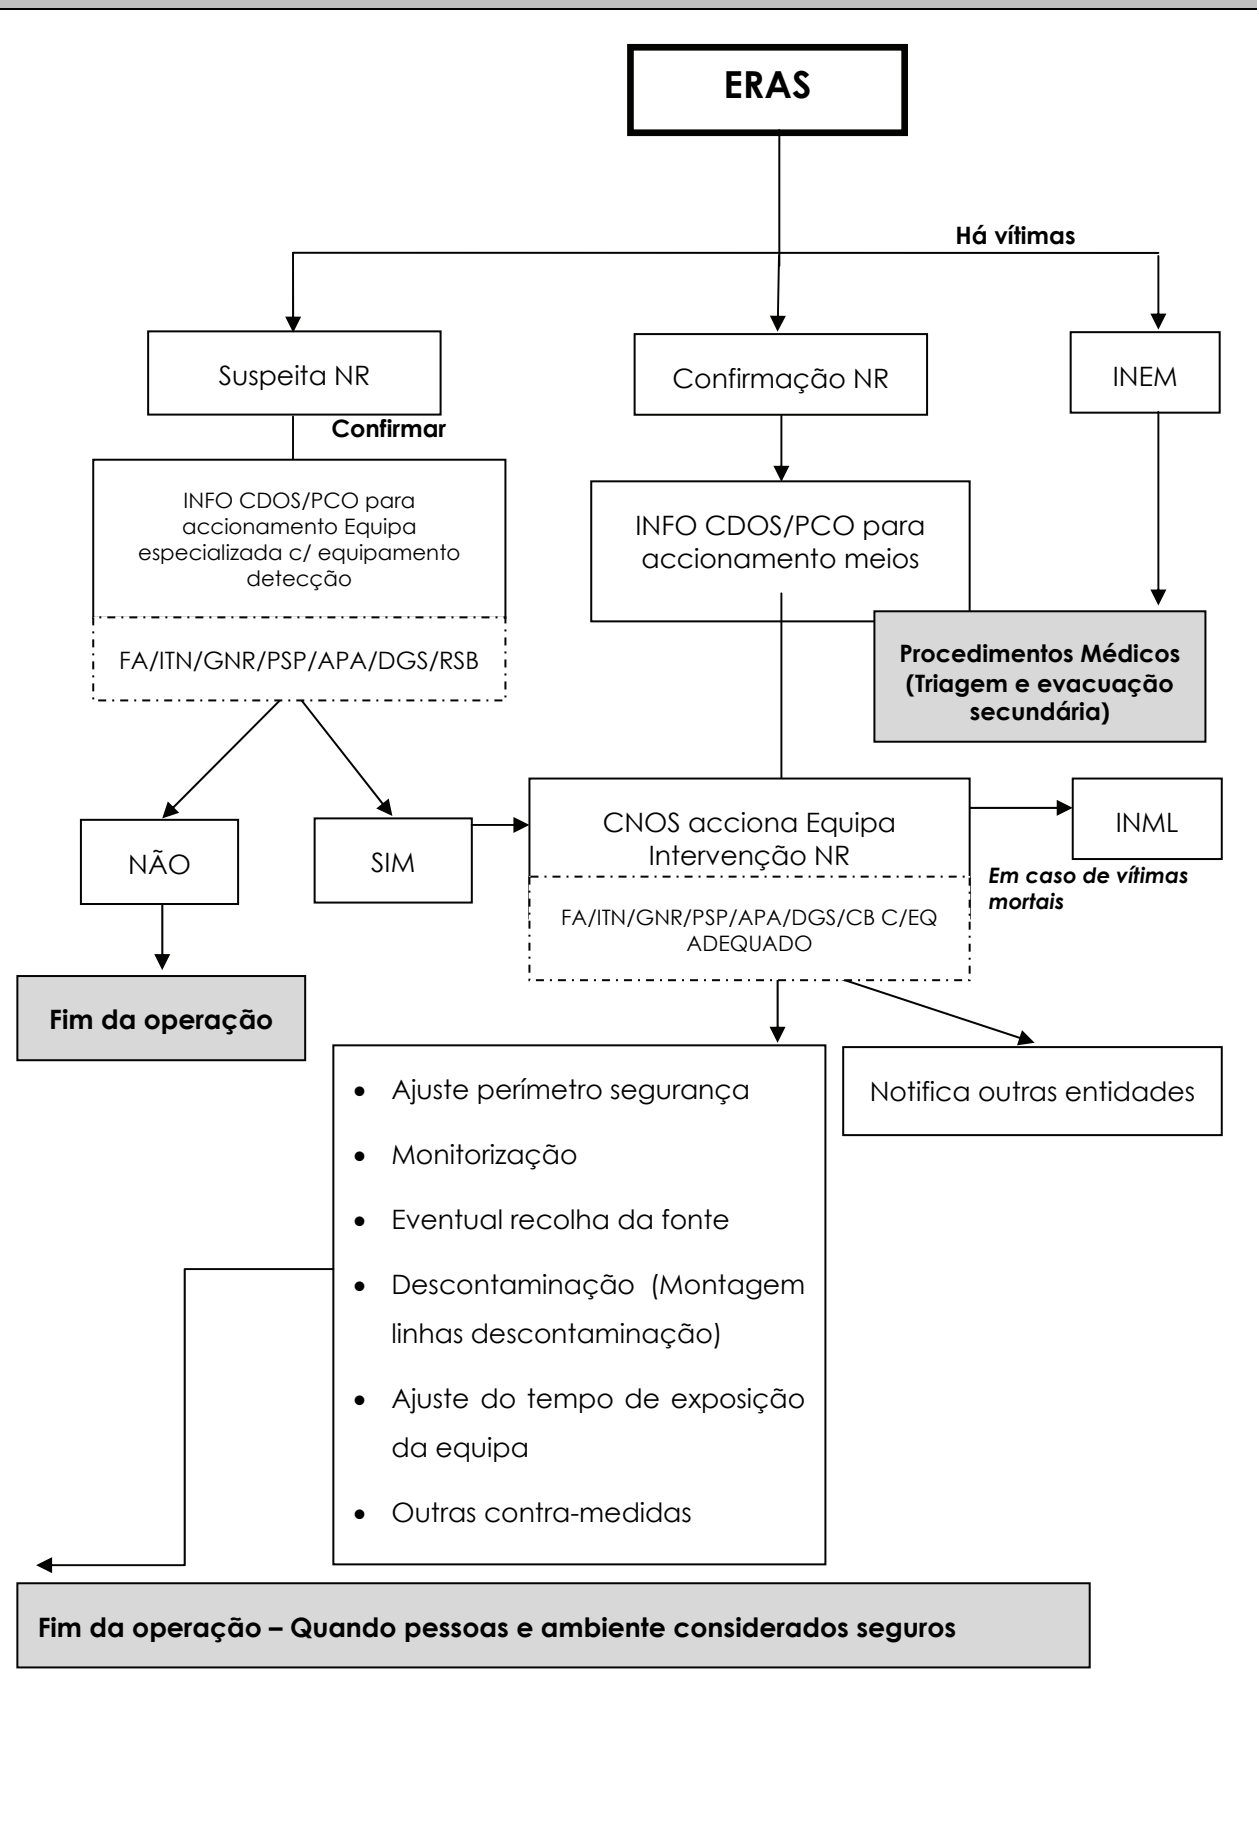 ERAS
Há vítimas
Suspeita NR
Confirmação NR
INEM
Confirmar
INFO CDOS/PCO para
accionamento Equipa
especializada c/ equipamento
detecção
FA/ITN/GNR/PSP/APA/DGS/RSB
INFO CDOS/PCO para
accionamento meios
Procedimentos Médicos
(Triagem e evacuação
secundária)
NÃO
SIM
CNOS acciona Equipa
Intervenção NR
FA/ITN/GNR/PSP/APA/DGS/CB C/EQ
ADEQUADO
INML
Em caso de vítimas
mortais
Fim da operação
Notifica outras entidades
• Ajuste perímetro segurança
• Monitorização
• Eventual recolha da fonte
• Descontaminação (Montagem
linhas descontaminação)
• Ajuste do tempo de exposição
da equipa
• Outras contra-medidas
Fim da operação – Quando pessoas e ambiente considerados seguros